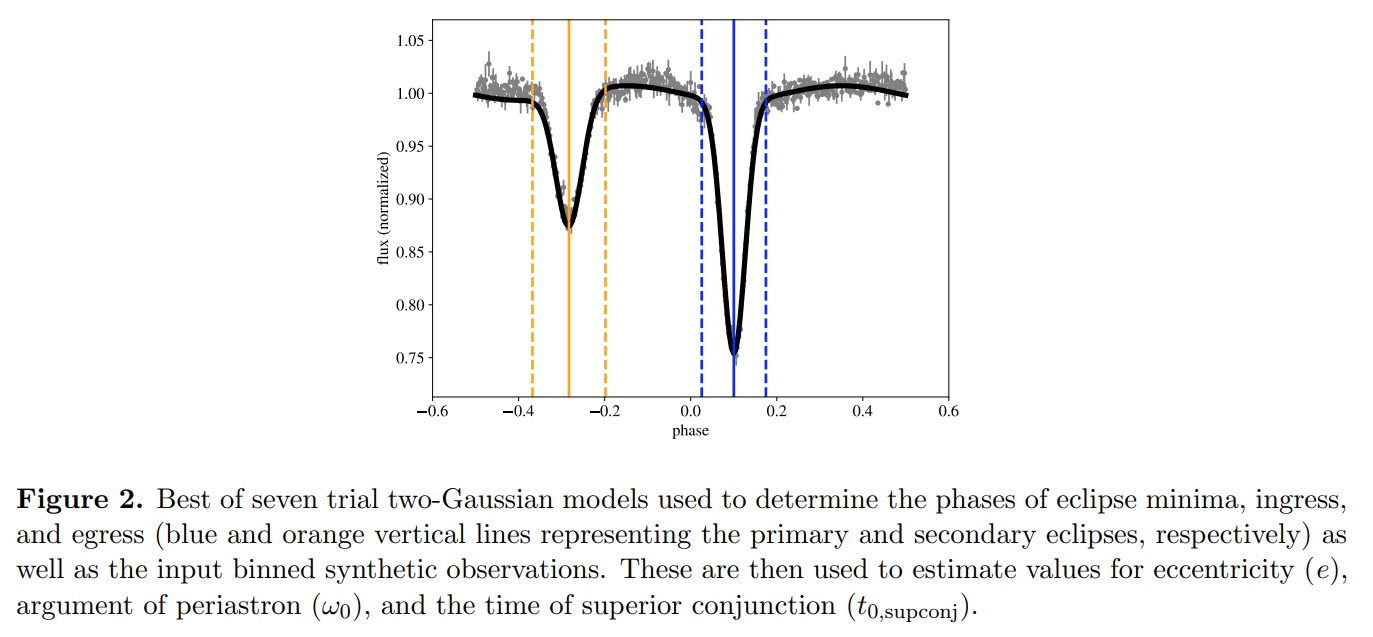 1.05
1.00
0.95
0.90
0.85
0.80
0.75
flux (normalized)
−0.6 −0.4 −0.2 0.0 0.2 0.4 0.6
phase
Figure 2. Best of seven trial two-Gaussian models used to determine the phases of eclipse minima, ingress,
and egress (blue and orange vertical lines representing the primary and secondary eclipses, respectively) as
well as the input binned synthetic observations. These are then used to estimate values for eccentricity (e),
argument of periastron (ω0), and the time of superior conjunction (t0,supconj).